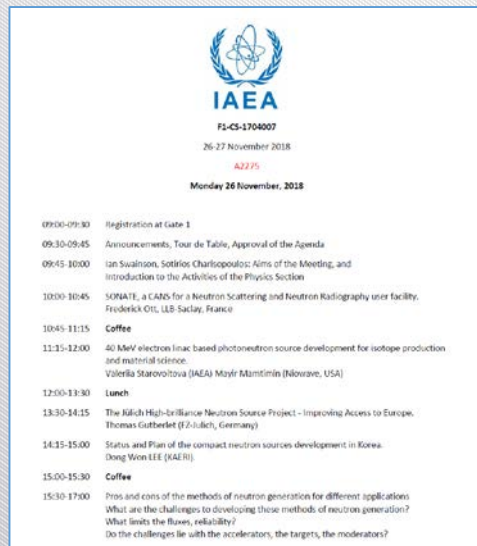 IAEA
F1-CS-1704007
26-27 November 2018
A2275
Monday 26 November, 2018
09:00-09:30 Registration at Gate 1
09:30-09:45 Announcements, Tour de Table, Approval of the Agenda
09:45-10:00 Ian Swainson, Sotirios Charisopoulos: Aims of the Meeting, and
Introduction to the Activities of the Physics Section
10:00-10:45 SONATE, a CANS for a Neutron Scattering and Neutron Radiography user facility.
Frederick Ott, LLB-Saclay, France
10:45-11:15 Coffee
11:15-12:00 40 MeV electron linac based photoneutron source development for isotope production
and material science.
Valeriia Starovoitova (IAEA) Mayir Mamtimin (Niowave, USA)
12:00-13:30 Lunch
13:30-14:15 The Jülich High-brilliance Neutron Source Project - Improving Access to Europe.
Thomas Gutberlet (FZ-Julich, Germany)
14:15-15:00 Status and Plan of the compact neutron sources development in Korea.
Dong Won LEE (KAERI)
15:00-15:30 Coffee
15:30-17:00 Pros and cons of the methods of neutron generation for different applications
What are the challenges to developing these methods of neutron generation?
What limits the fluxes, reliability?
Do the challenges lie with the accelerators, the targets, the moderators?